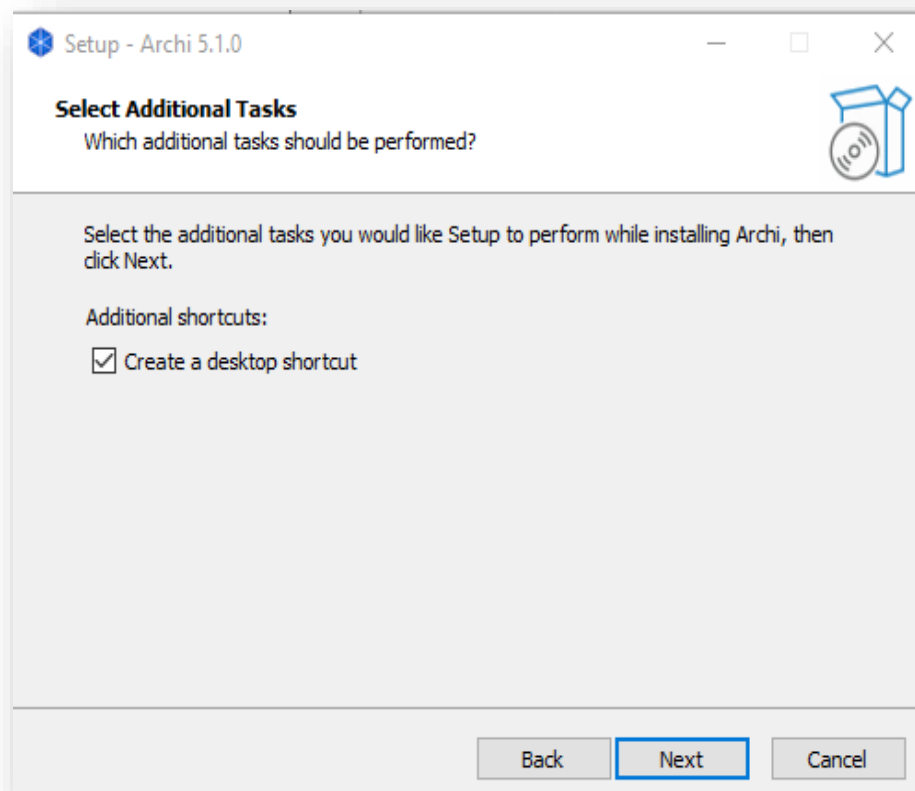 Setup - Archi 5.1.0
Select Additional Tasks
Which additional tasks should be performed?
Select the additional tasks you would like Setup to perform while installing Archi, then
click Next.
Additional shortcuts:
Create a desktop shortcut
Back
Next
Cancel